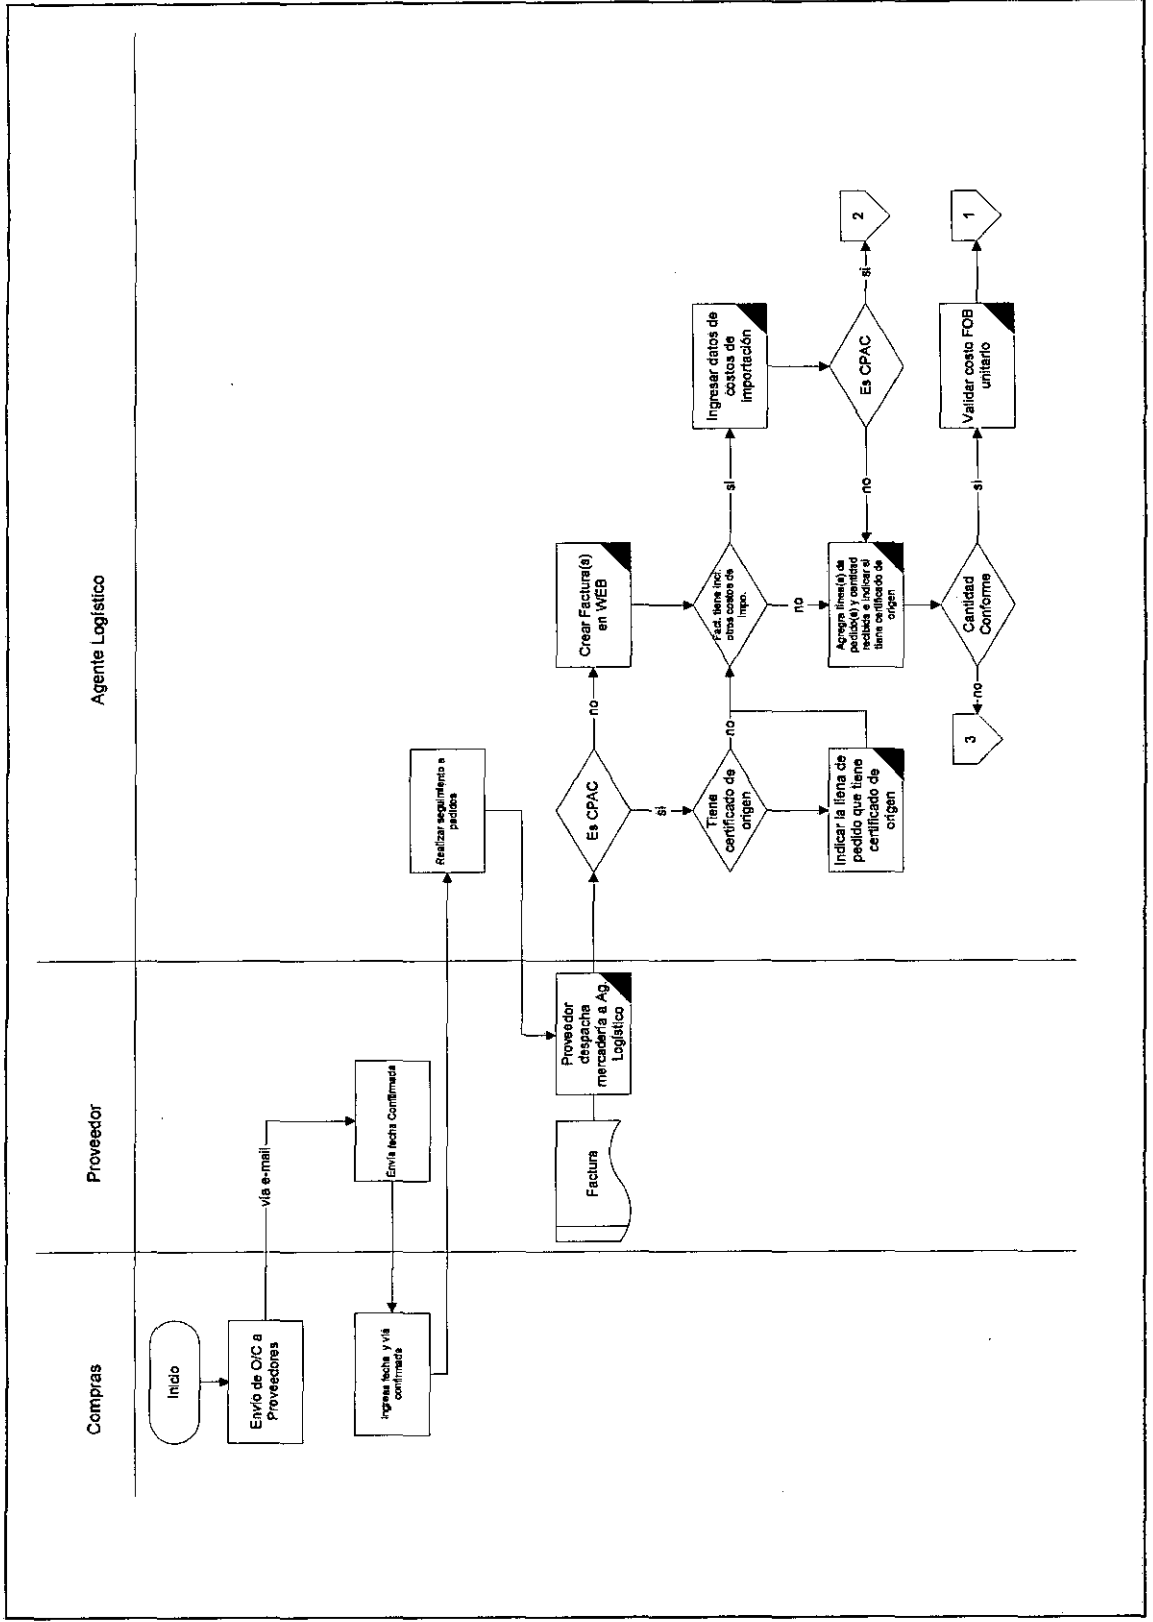 Compras
Proveedor
Agente Logístico
Inicio
Envío de O/C a
Proveedores
vía e-mail
Envía fecha Confirmada
Ingresa fecha y vía
confirmada
Realizar seguimiento a
pedidos
Factura
Proveedor
despacha
mercadería a Ag.
Logístico
Es CPAC
no
si
Crear Factura(s)
en WEB
Tiene
certificado de
origen
no
Fact. tiene incl.
otros costos de
Impo.
si
no
Ingresar datos de
costos de
importación
Indicar la liena de
pedido que tiene
certificado de
origen
Agregra línea(s) de
pedido(s) y cantidad
recibida e indicar si
tiene certificado de
origen
Es CPAC
no
si
2
Cantidad
Conforme
no
3
si
Validar costo FOB
unitario
1